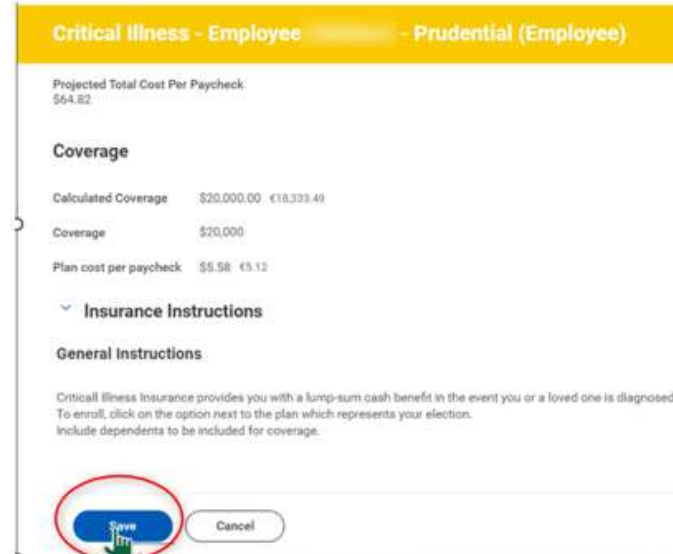 Critical Illness - Employee - Prudential (Employee)
Projected Total Cost Per Paycheck
$64.82
Coverage
Calculated Coverage $20,000.00 €18,333.49
Coverage $20,000
Plan cost per paycheck $5.58 €5.12
Insurance Instructions
General Instructions
Criticall Illness Insurance provides you with a lump-sum cash benefit in the event you or a loved one is diagnosed
To enroll, click on the option next to the plan which represents your election.
Include dependents to be included for coverage.
Save Cancel